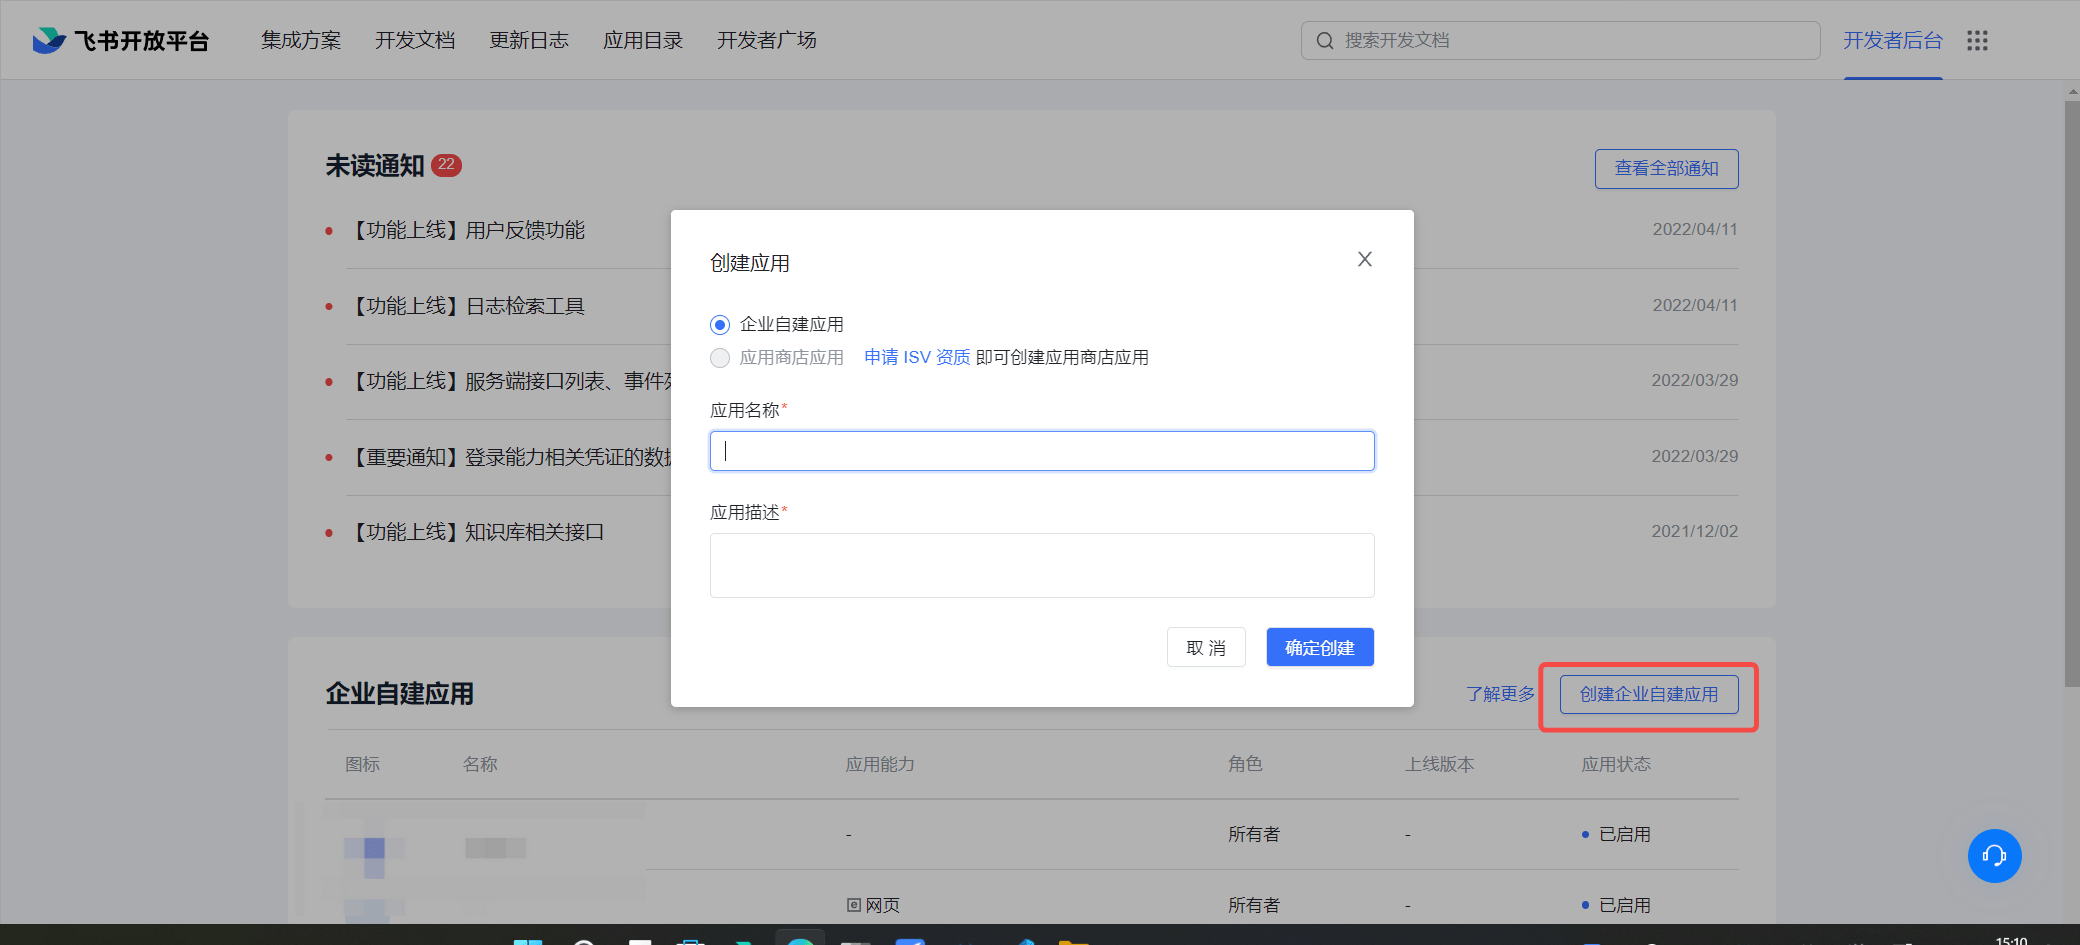 飞书开放平台 集成方案 开发文档 更新日志 应用目录 开发者广场 搜索开发文档 开发者后台
未读通知 22 查看全部通知
【功能上线】用户反馈功能 2022/04/11
【功能上线】日志检索工具 2022/04/11
【功能上线】服务端接口列表、事件 2022/03/29
【重要通知】登录能力相关凭证的数 2022/03/29
【功能上线】知识库相关接口 2021/12/02
创建应用
企业自建应用
应用商店应用 申请 ISV 资质 即可创建应用商店应用
应用名称*
应用描述*
取 消 确定创建
企业自建应用 了解更多 创建企业自建应用
图标 名称 应用能力 角色 上线版本 应用状态
- 所有者 - 已启用
网页 所有者 - 已启用
15:10